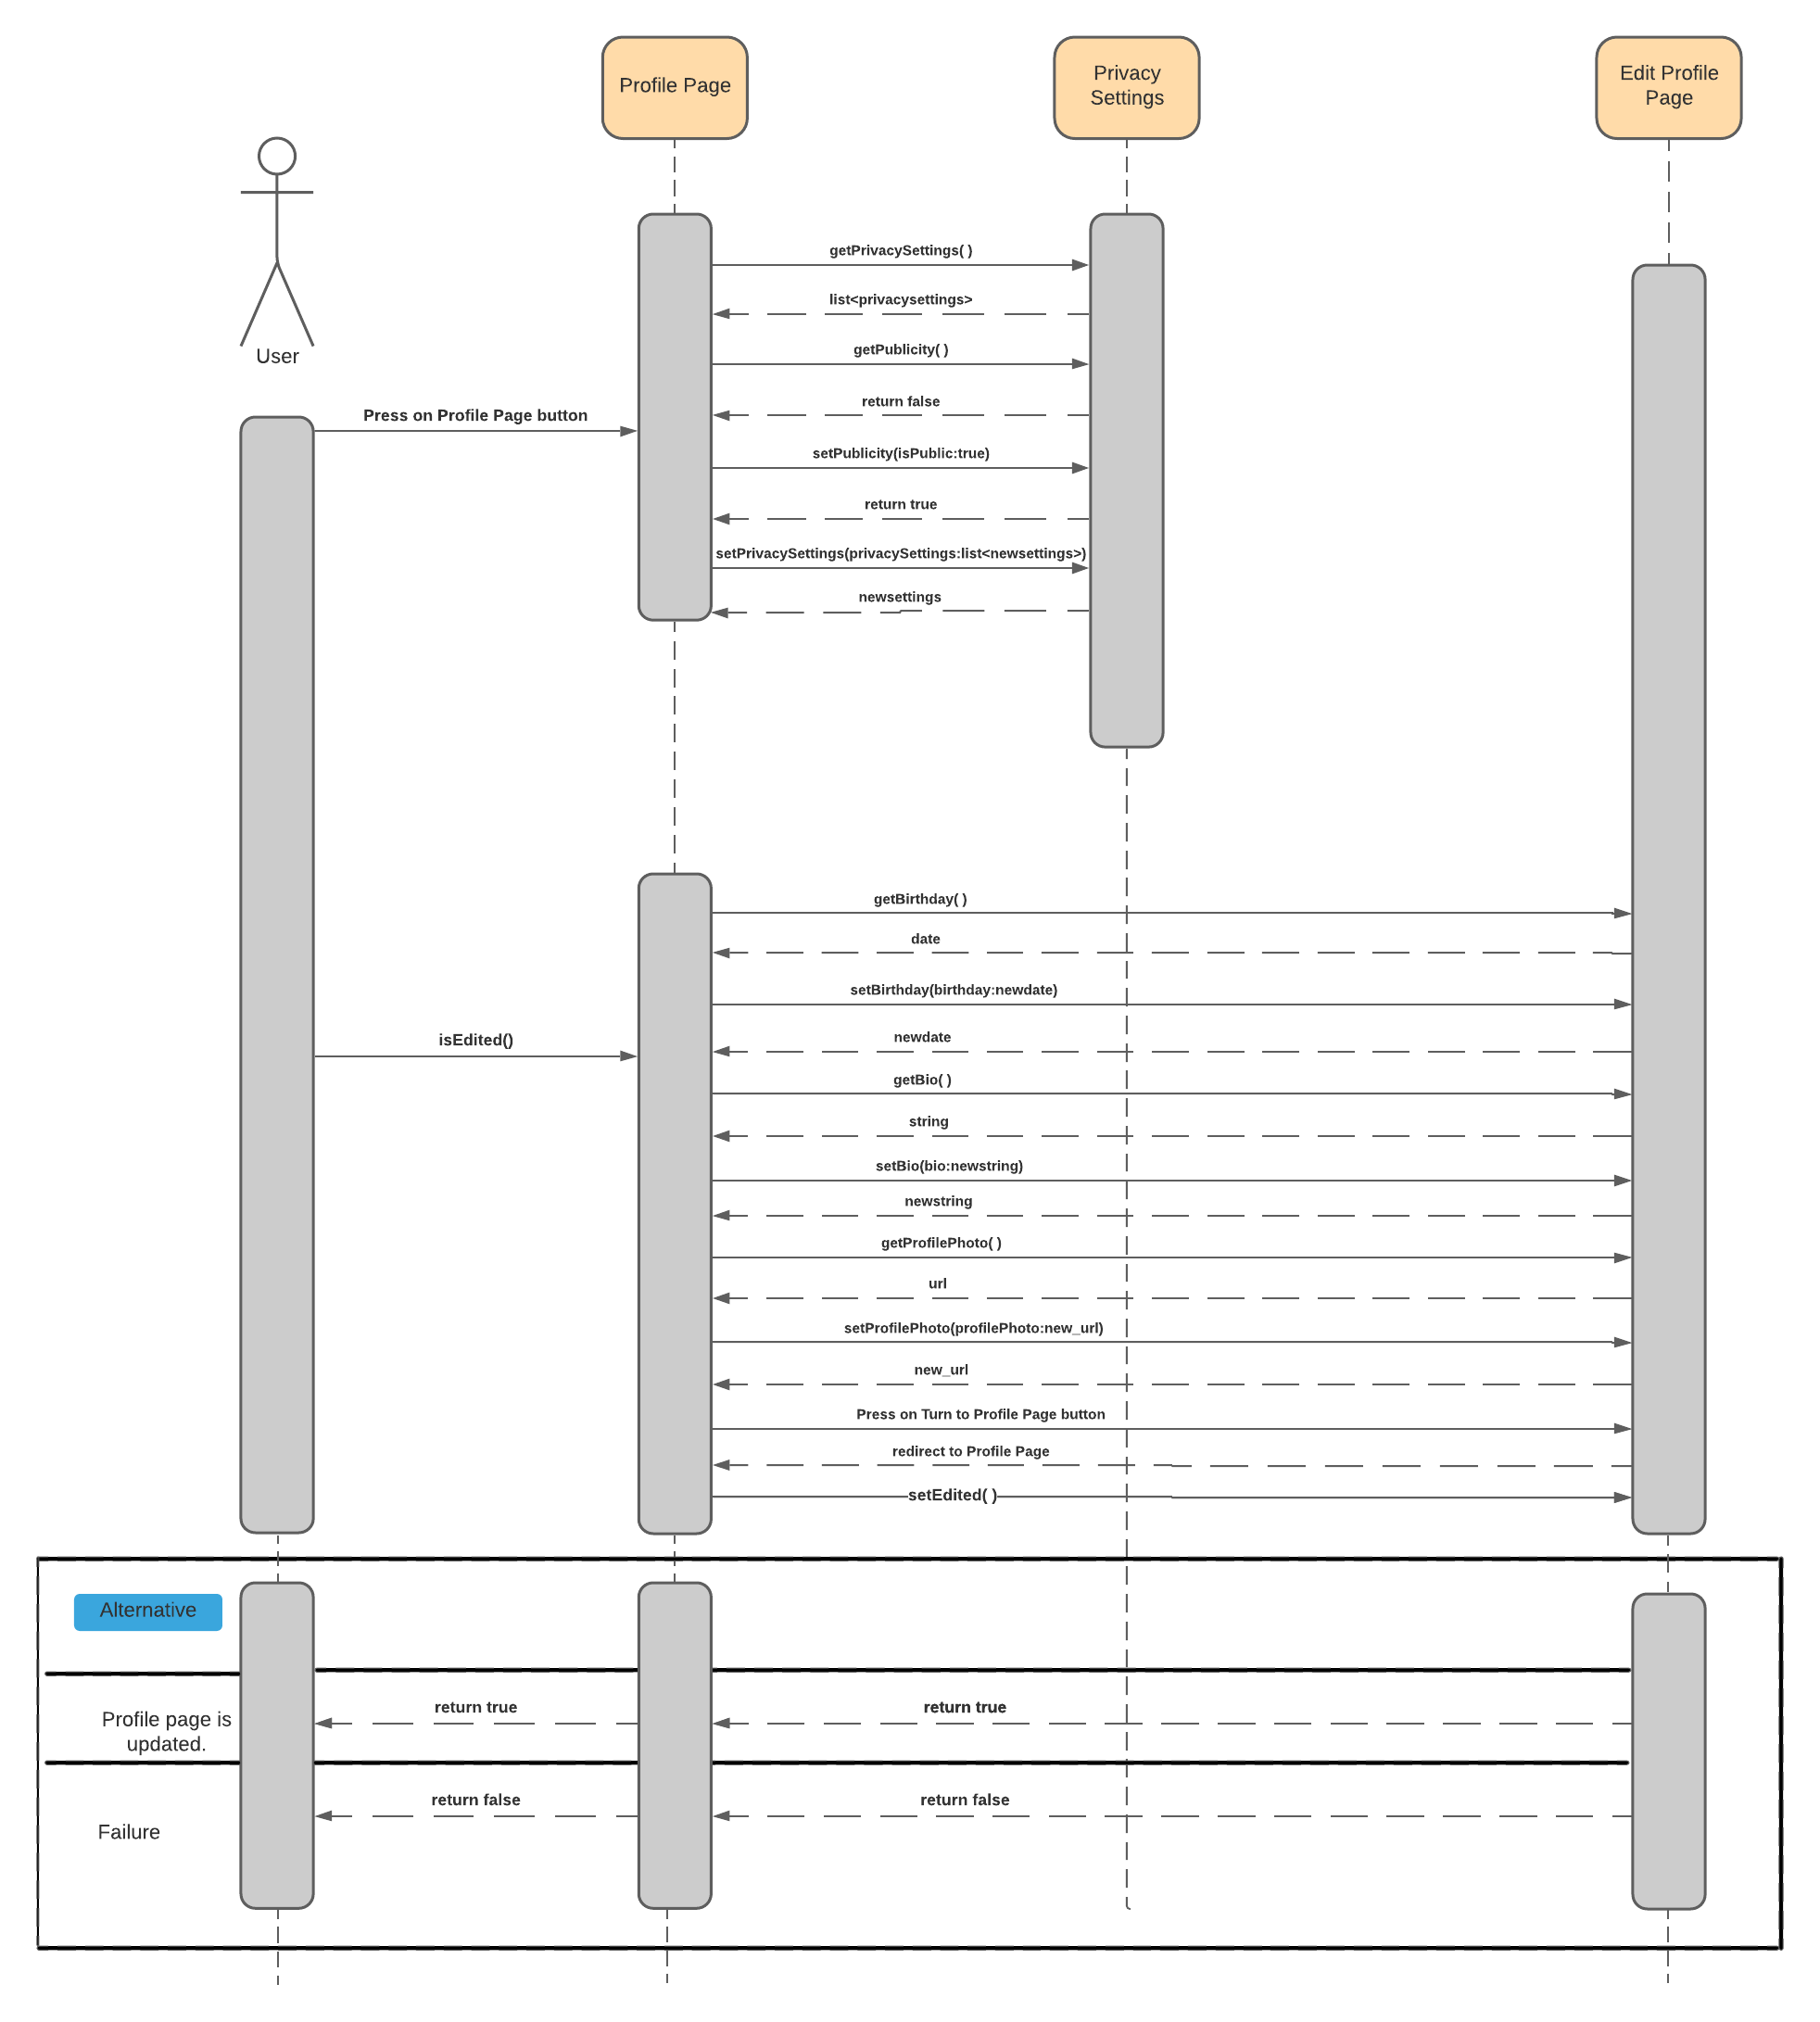 Profile Page
Privacy
Settings
Edit Profile
Page
User
getPrivacySettings( )
list<privacysettings>
getPublicity( )
return false
Press on Profile Page button
setPublicity(isPublic:true)
return true
setPrivacySettings(privacySettings:list<newsettings>)
newsettings
getBirthday( )
date
setBirthday(birthday:newdate)
newdate
isEdited()
getBio( )
string
setBio(bio:newstring)
newstring
getProfilePhoto( )
url
setProfilePhoto(profilePhoto:new_url)
new_url
Press on Turn to Profile Page button
redirect to Profile Page
setEdited( )
Alternative
Profile page is
updated.
return true
return true
Failure
return false
return false